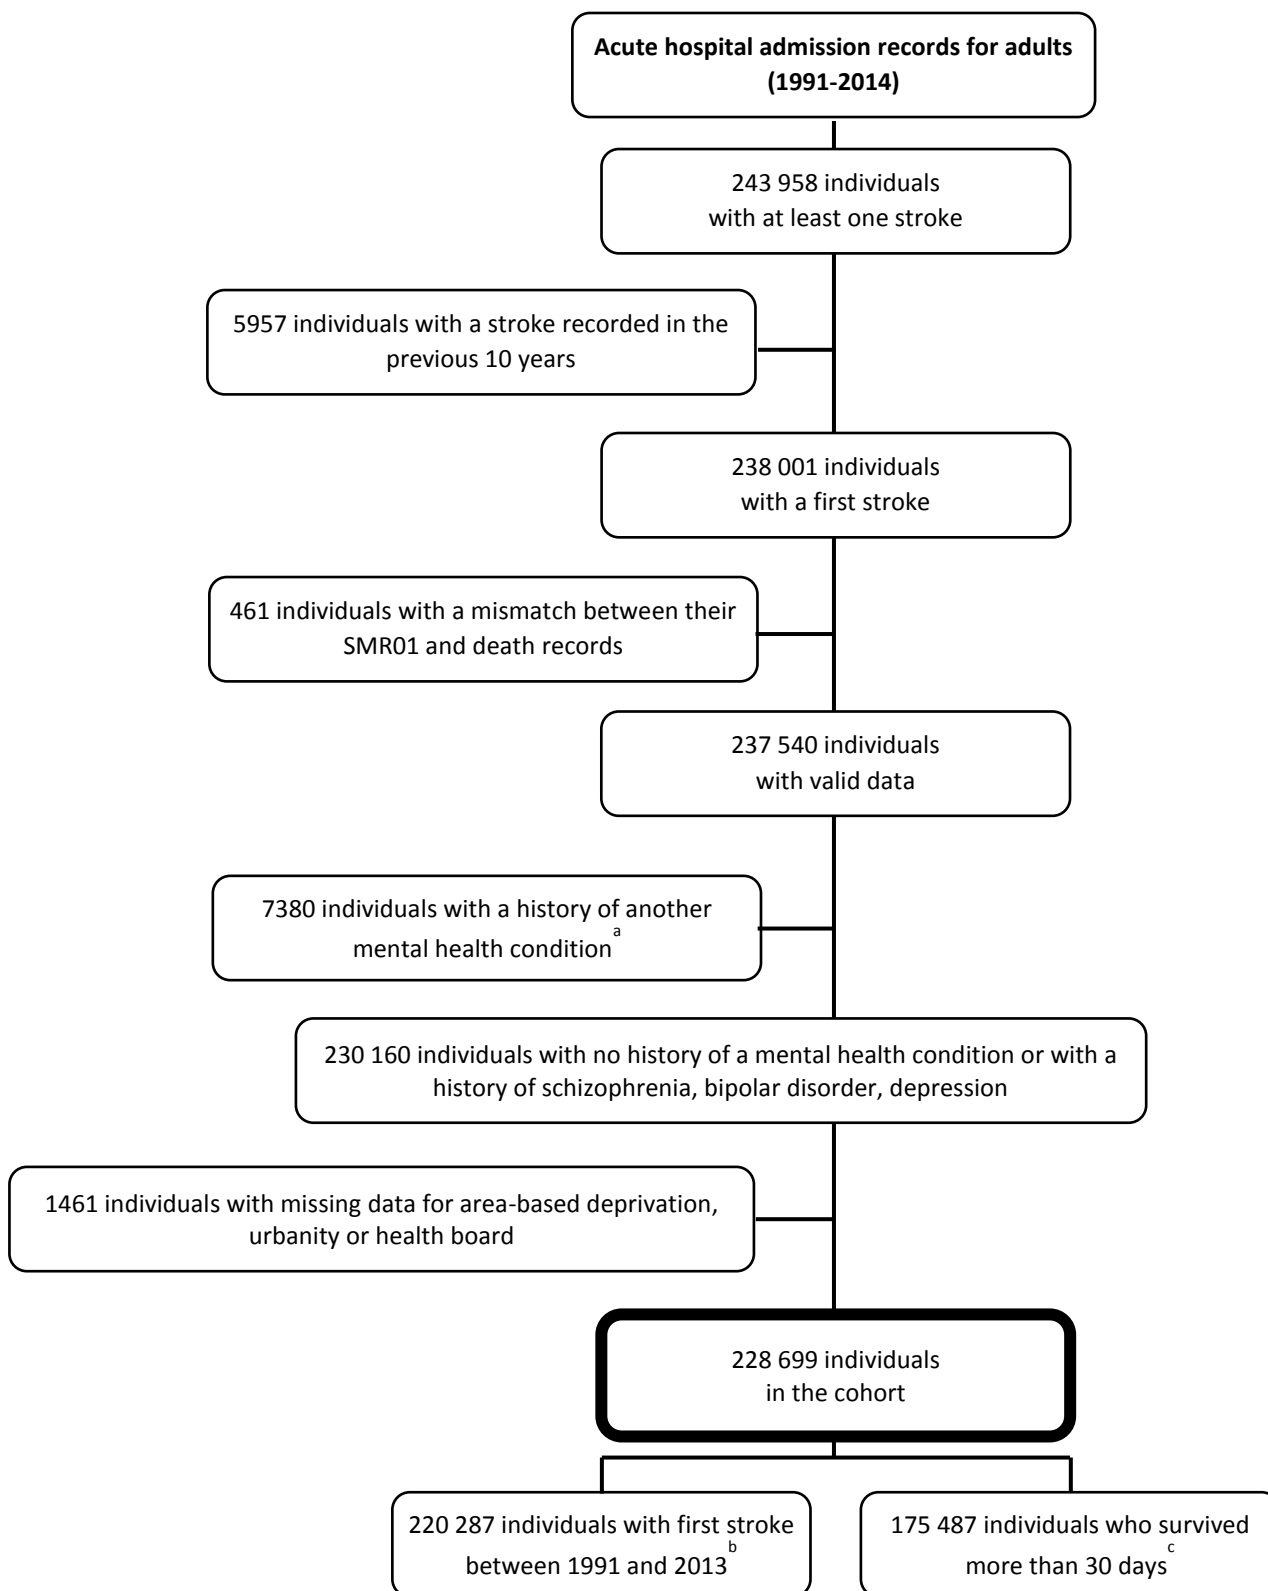 Acute hospital admission records for adults
(1991-2014)
243 958 individuals
with at least one stroke
5957 individuals with a stroke recorded in the
previous 10 years
238 001 individuals
with a first stroke
461 individuals with a mismatch between their
SMR01 and death records
237 540 individuals
with valid data
7380 individuals with a history of another
mental health condition a
230 160 individuals with no history of a mental health condition or with a
history of schizophrenia, bipolar disorder, depression
1461 individuals with missing data for area-based deprivation,
urbanity or health board
228 699 individuals
in the cohort
220 287 individuals with first stroke
between 1991 and 2013 b
175 487 individuals who survived
more than 30 days c